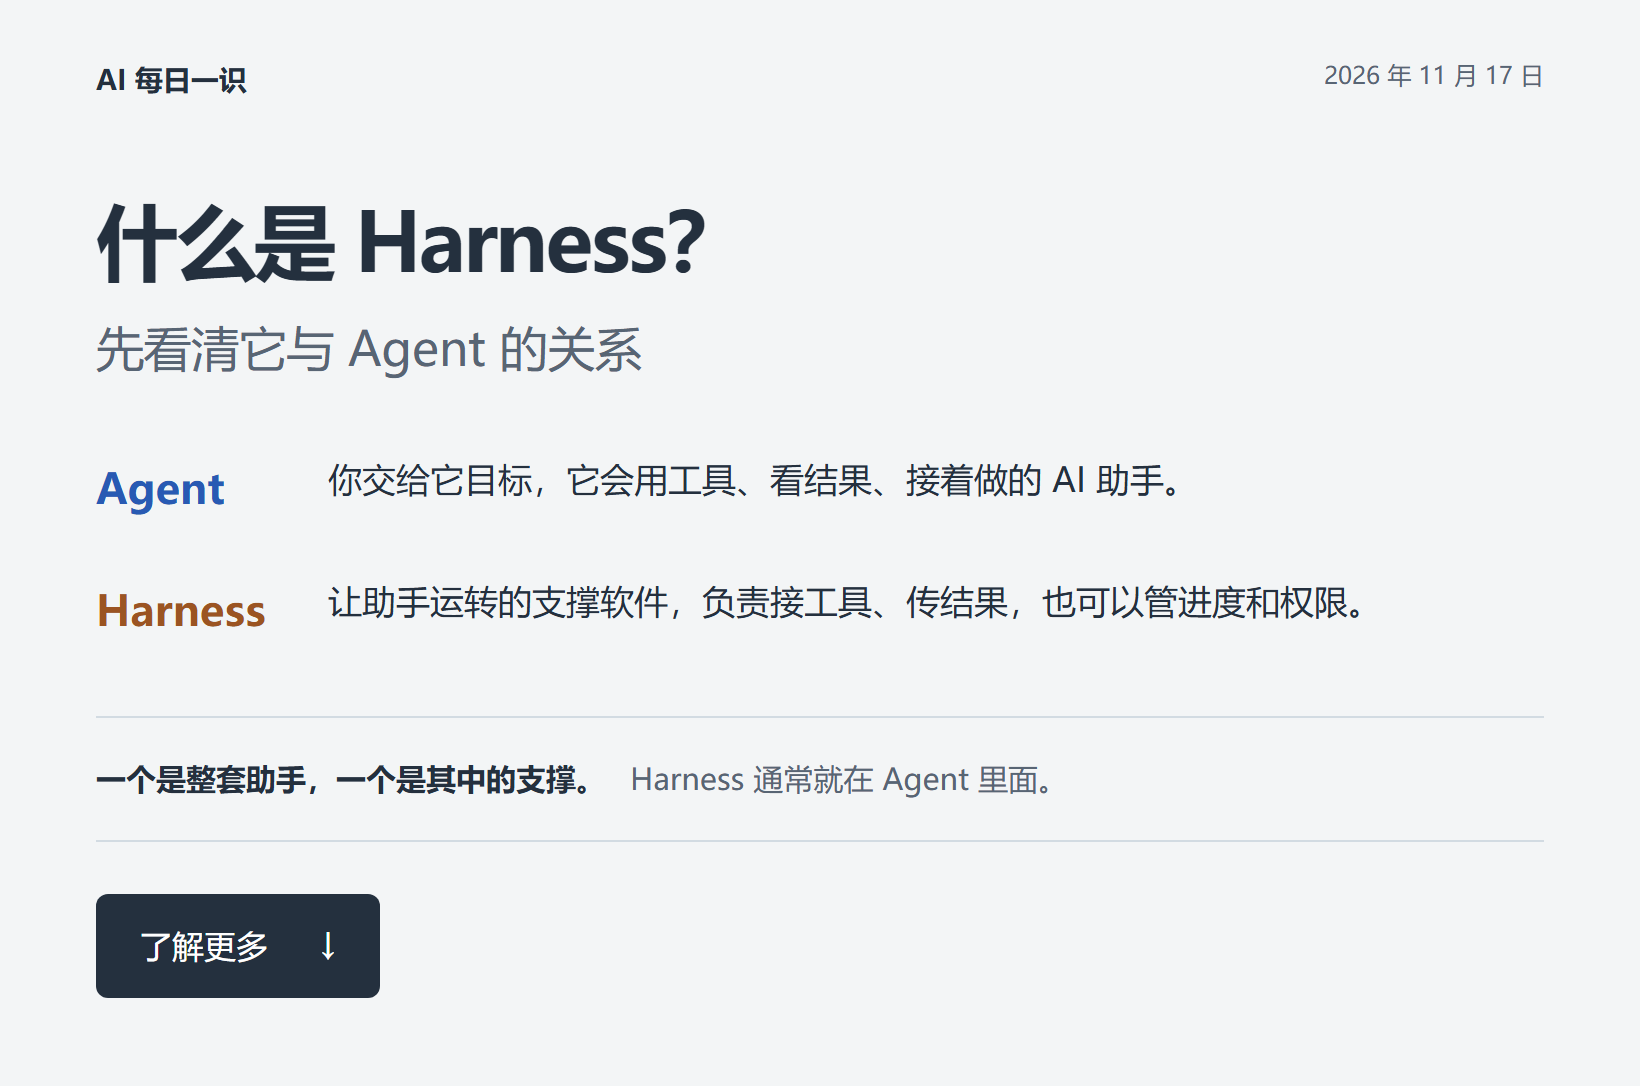 AI 每日一识
2026 年 11 月 17 日
什么是 Harness？
先看清它与 Agent 的关系
Agent
你交给它目标，它会用工具、看结果、接着做的 AI 助手。
Harness
让助手运转的支撑软件，负责接工具、传结果，也可以管进度和权限。
一个是整套助手，一个是其中的支撑。 Harness 通常就在 Agent 里面。
了解更多 ↓